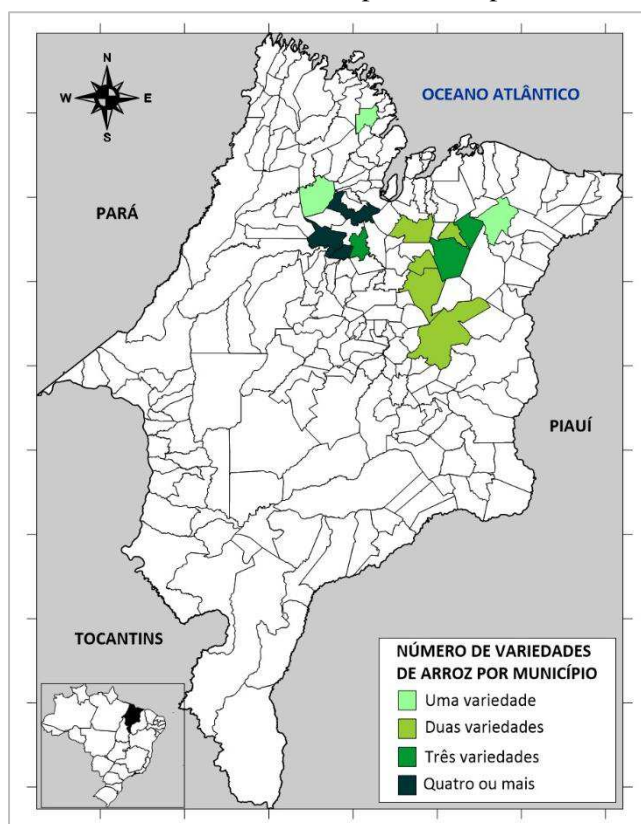 N
W E
S
OCEANO ATLÂNTICO
PARÁ
PIAUÍ
TOCANTINS
NÚMERO DE VARIEDADES
DE ARROZ POR MUNICÍPIO
Uma variedade
Duas variedades
Três variedades
Quatro ou mais